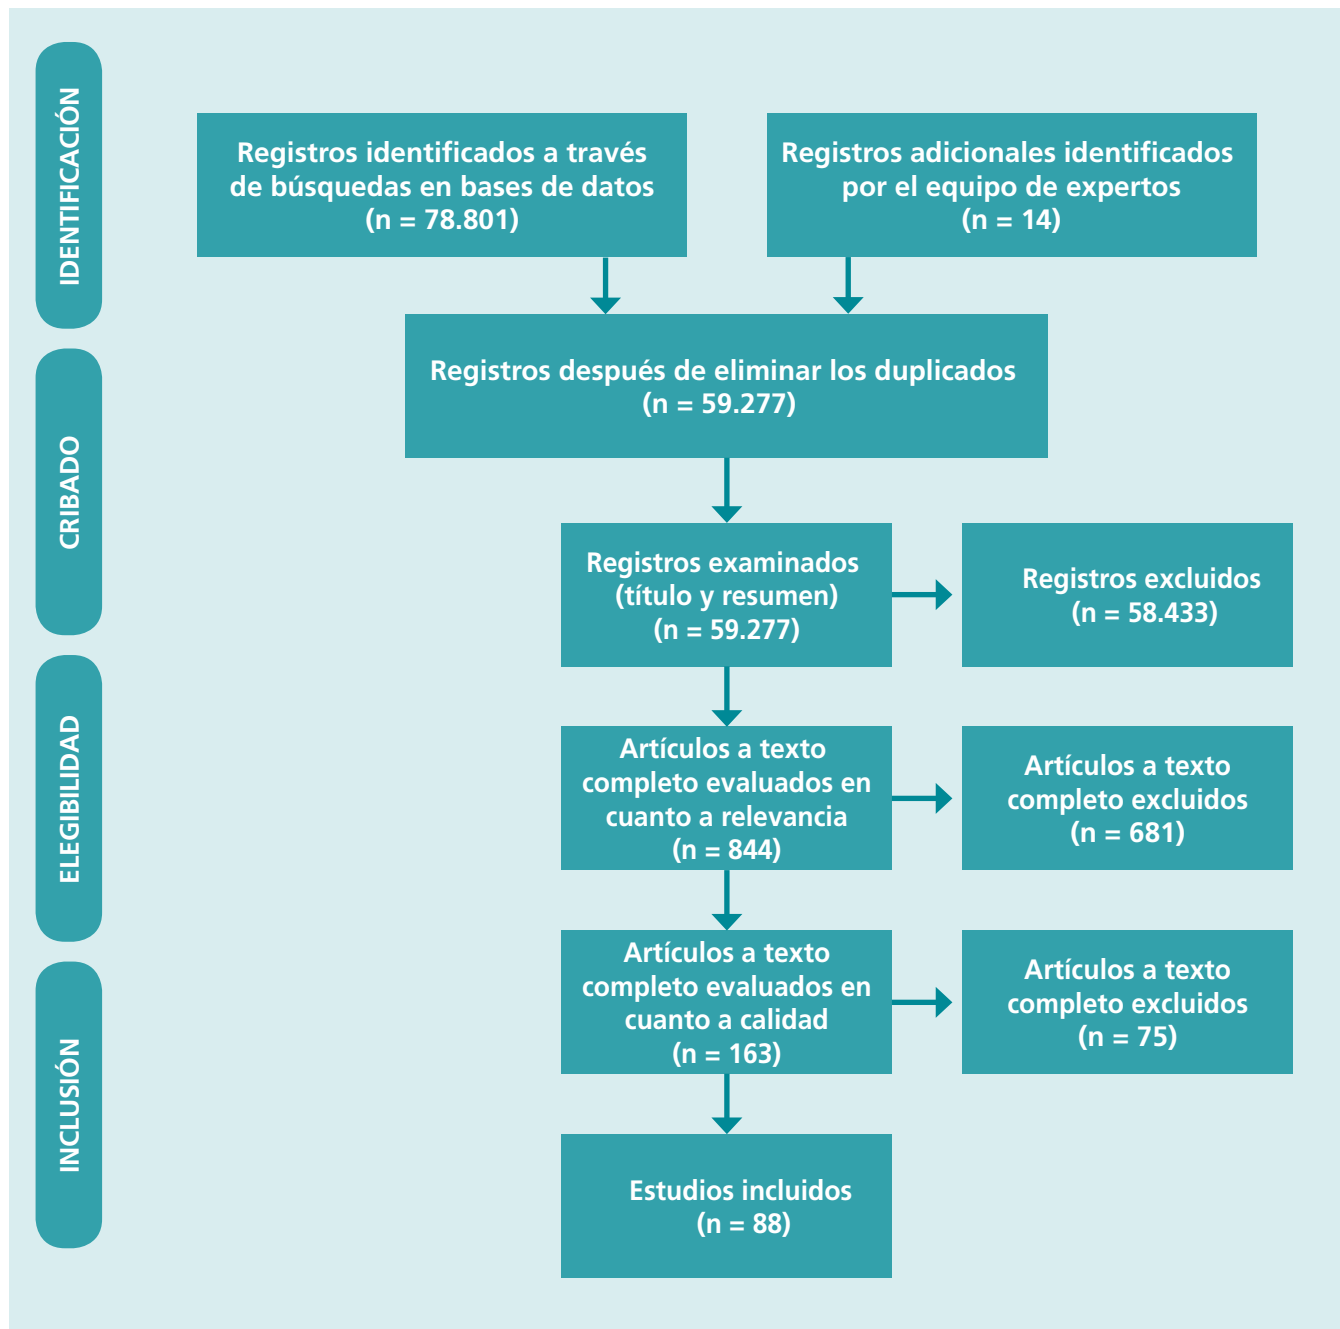 IDENTIFICACIÓN
Registros identificados a través
de búsquedas en bases de datos
(n = 78.801)
Registros adicionales identificados
por el equipo de expertos
(n = 14)
Registros después de eliminar los duplicados
(n = 59.277)
CRIBADO
Registros examinados
(título y resumen)
(n = 59.277)
Registros excluidos
(n = 58.433)
ELEGIBILIDAD
Artículos a texto
completo evaluados en
cuanto a relevancia
(n = 844)
Artículos a texto
completo excluidos
(n = 681)
Artículos a texto
completo evaluados en
cuanto a calidad
(n = 163)
Artículos a texto
completo excluidos
(n = 75)
INCLUSIÓN
Estudios incluidos
(n = 88)